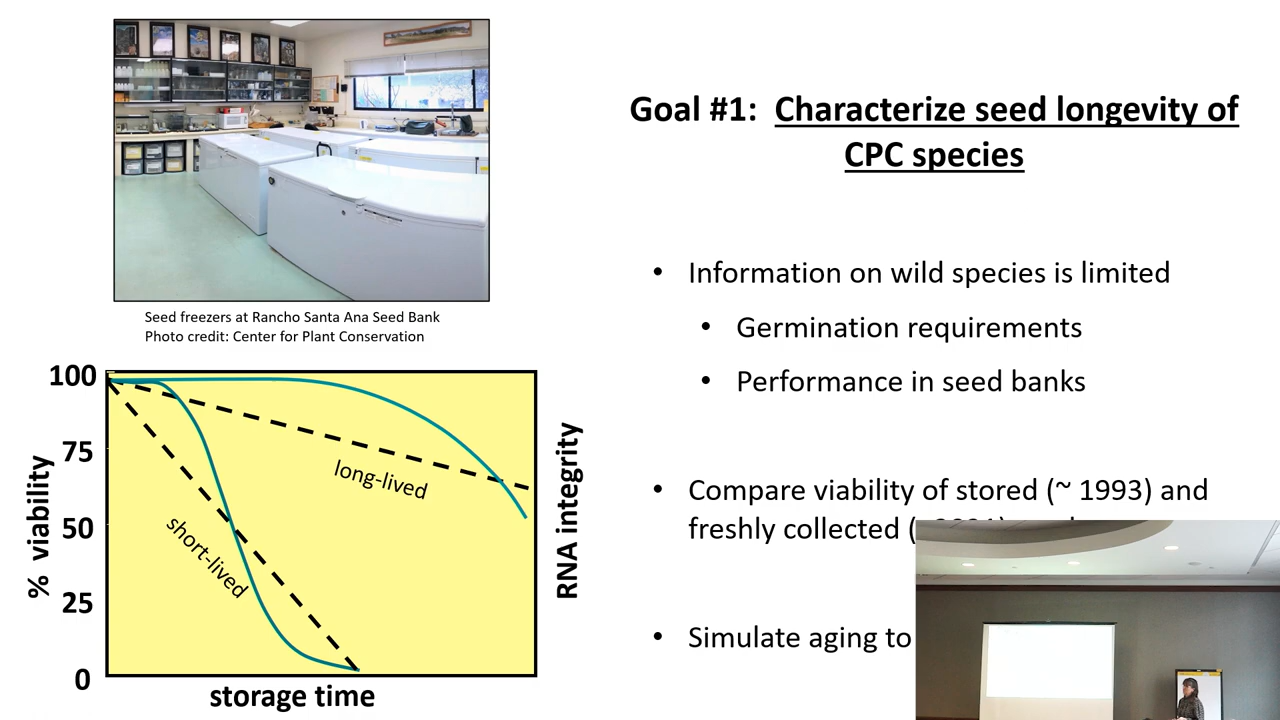 Goal #1: Characterize seed longevity of
CPC species
Seed freezers at Rancho Santa Ana Seed Bank
Photo credit: Center for Plant Conservation
• Information on wild species is limited
• Germination requirements
• Performance in seed banks
• Compare viability of stored (~ 1993) and
freshly collected (
• Simulate aging to
100
75
50
25
0
% viability
RNA integrity
long-lived
short-lived
storage time